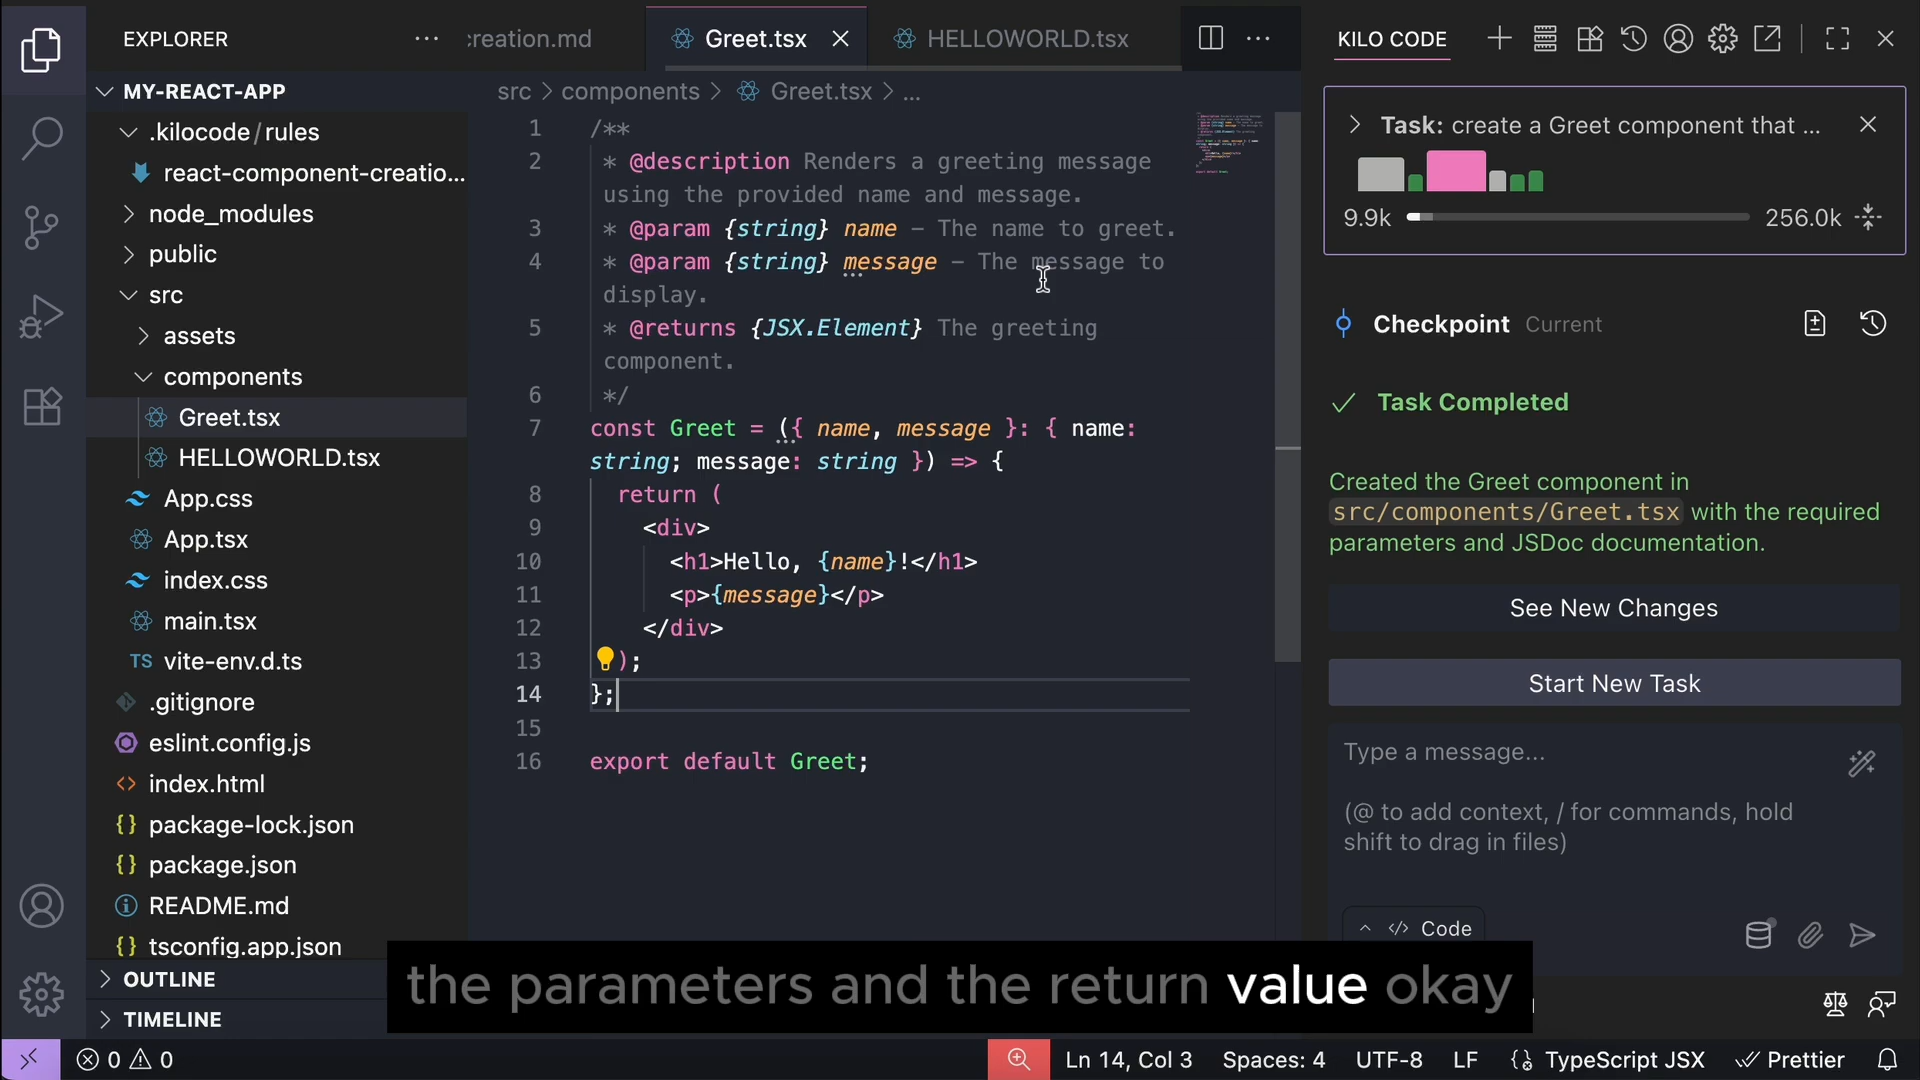 EXPLORER
MY-REACT-APP
.kilocode / rules
react-component-creatio...
node_modules
public
src
assets
components
Greet.tsx
HELLOWORLD.tsx
App.css
App.tsx
index.css
main.tsx
TS vite-env.d.ts
.gitignore
eslint.config.js
<> index.html
{} package-lock.json
{} package.json
README.md
{} tsconfig.app.json
OUTLINE
TIMELINE
creation.md
Greet.tsx
HELLOWORLD.tsx
src > components > Greet.tsx > ...
1 /**
2 * @description Renders a greeting message
using the provided name and message.
3 * @param {string} name – The name to greet.
4 * @param {string} message – The message to
display.
5 * @returns {JSX.Element} The greeting
component.
6 */
7 const Greet = ({ name, message }: { name:
string; message: string }) => {
8 return (
9 <div>
10 <h1>Hello, {name}!</h1>
11 <p>{message}</p>
12 </div>
13 );
14 };
15
16 export default Greet;
KILO CODE
Task: create a Greet component that ...
9.9k 256.0k
Checkpoint Current
Task Completed
Created the Greet component in
src/components/Greet.tsx with the required
parameters and JSDoc documentation.
See New Changes
Start New Task
Type a message...
(@ to add context, / for commands, hold
shift to drag in files)
</> Code
the parameters and the return value okay
0 0
Ln 14, Col 3
Spaces: 4
UTF-8
LF
TypeScript JSX
Prettier